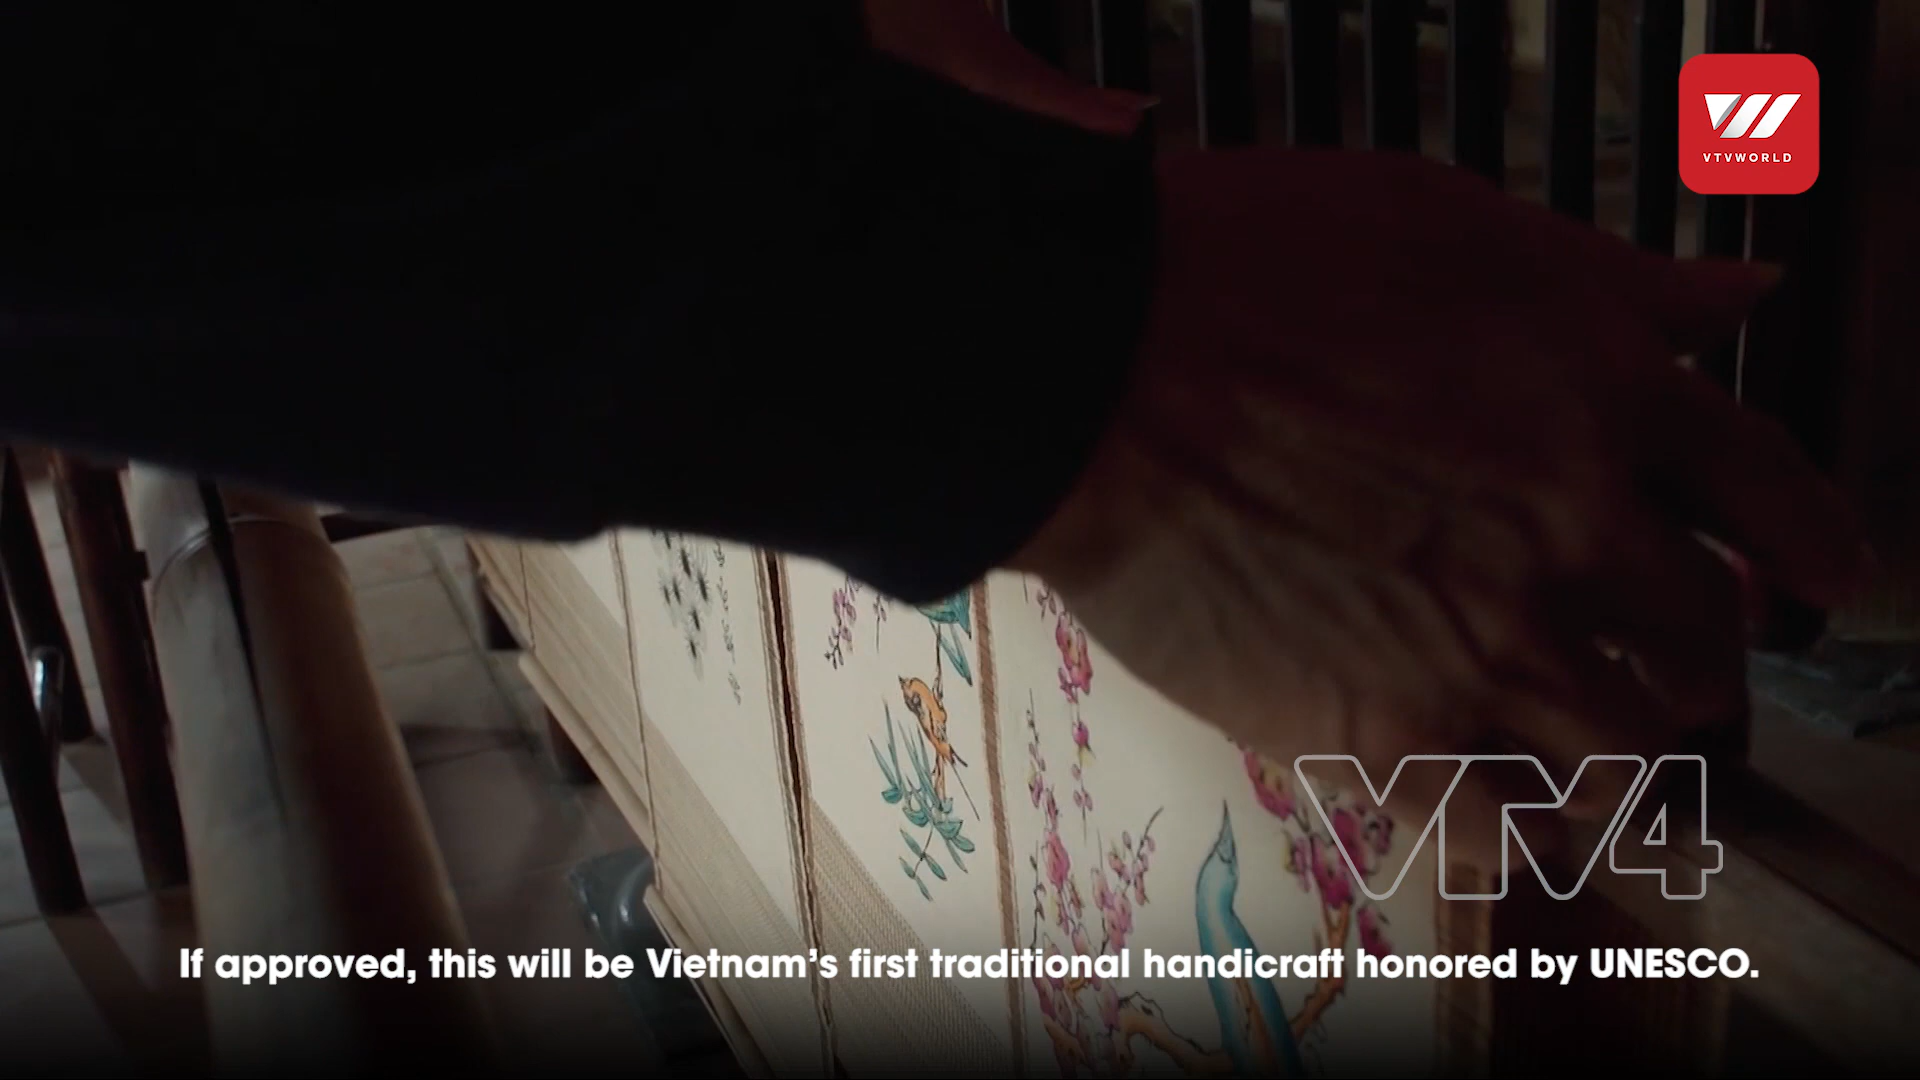 VTVWORLD
VTV4
If approved, this will be Vietnam’s first traditional handicraft honored by UNESCO.